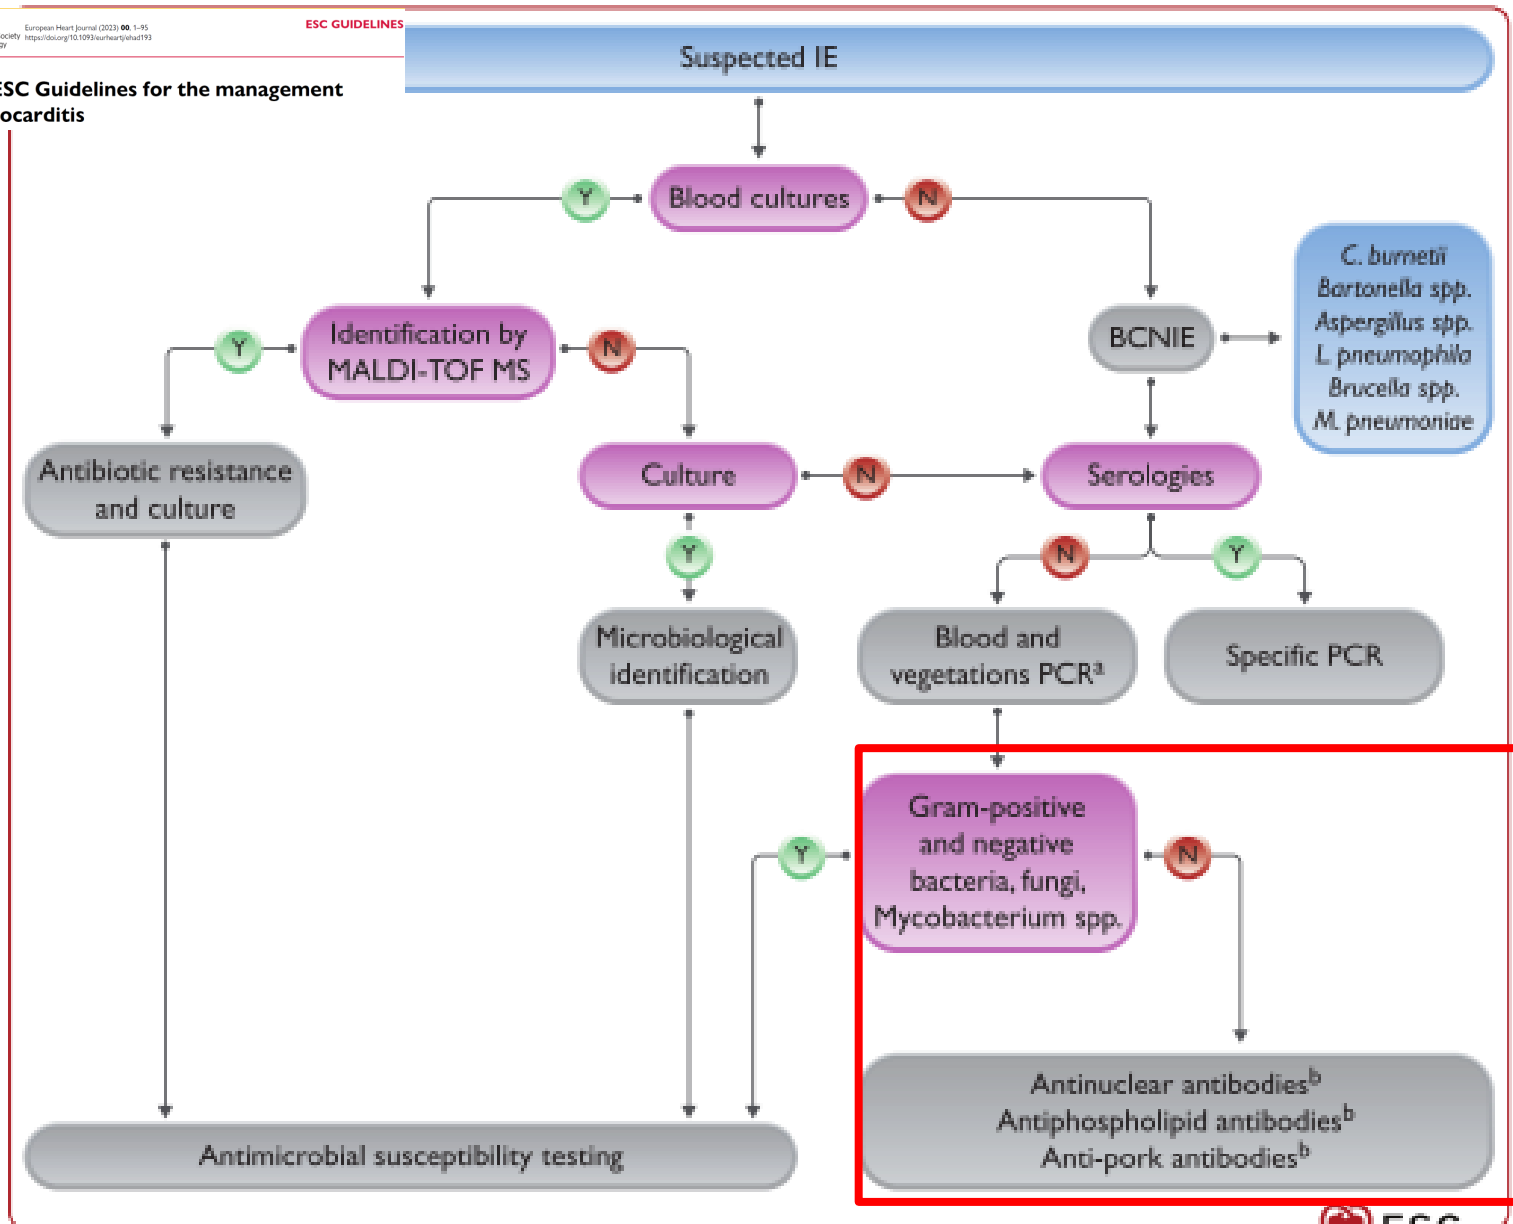 European Heart Journal (2023) 00, 1–95
ESC GUIDELINES
https://doi.org/10.1093/eurheartj/ehad193
ociety
gy
ESC Guidelines for the management
ocarditis
Suspected IE
Y
Blood cultures
N
C. burnetii
Bartonella spp.
Aspergillus spp.
L. pneumophila
Brucella spp.
M. pneumoniae
Y
Identification by
MALDI-TOF MS
N
BCNIE
Antibiotic resistance
and culture
Culture
N
Serologies
Y
N
Y
Microbiological
identification
Blood and
vegetations PCRa
Specific PCR
Gram-positive
and negative
bacteria, fungi,
Mycobacterium spp.
Y
N
Antinuclear antibodiesb
Antiphospholipid antibodiesb
Anti-pork antibodiesb
Antimicrobial susceptibility testing